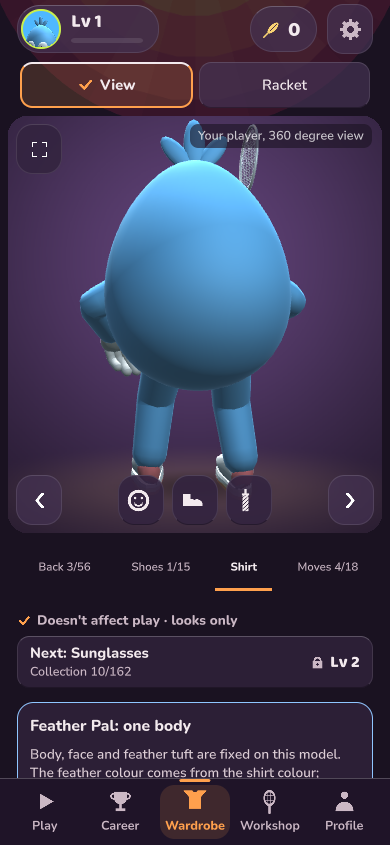 Lv 1
0
View
Racket
Your player, 360 degree view
Back 3/56
Shoes 1/15
Shirt
Moves 4/18
Doesn't affect play · looks only
Next: Sunglasses
Collection 10/162
Lv 2
Feather Pal: one body
Body, face and feather tuft are fixed on this model.
The feather colour comes from the shirt colour;
Play
Career
Wardrobe
Workshop
Profile